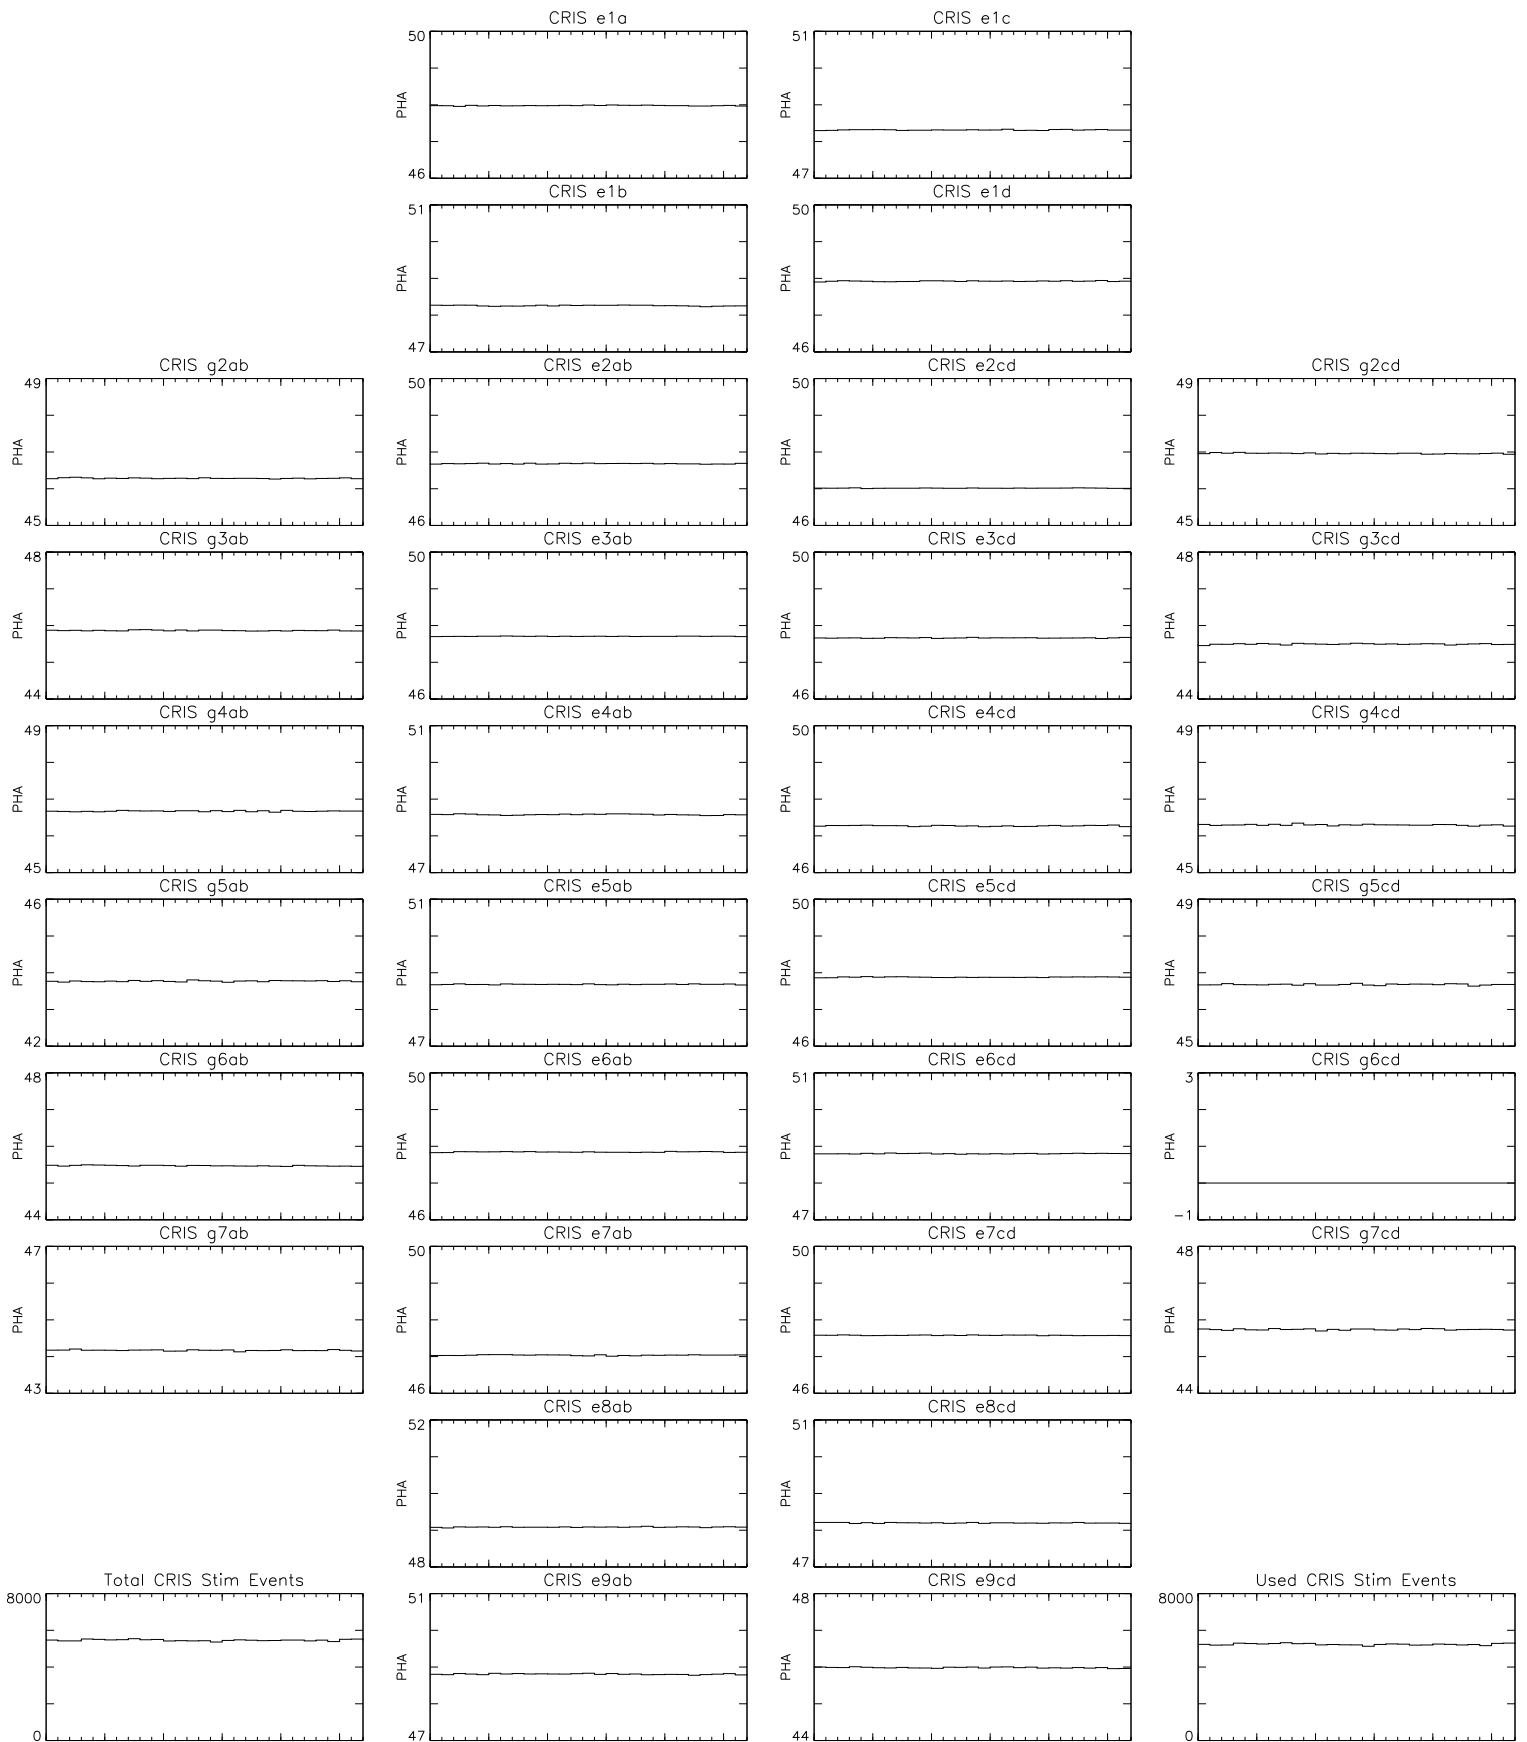 CRIS e1a
50
PHA
46
CRIS e1c
51
PHA
47
CRIS e1b
51
PHA
47
CRIS e1d
50
PHA
46
CRIS g2ab
49
PHA
45
CRIS e2ab
50
PHA
46
CRIS e2cd
50
PHA
46
CRIS g2cd
49
PHA
45
CRIS g3ab
48
PHA
44
CRIS e3ab
50
PHA
46
CRIS e3cd
50
PHA
46
CRIS g3cd
48
PHA
44
CRIS g4ab
49
PHA
45
CRIS e4ab
51
PHA
47
CRIS e4cd
50
PHA
46
CRIS g4cd
49
PHA
45
CRIS g5ab
46
PHA
42
CRIS e5ab
51
PHA
47
CRIS e5cd
50
PHA
46
CRIS g5cd
49
PHA
45
CRIS g6ab
48
PHA
44
CRIS e6ab
50
PHA
46
CRIS e6cd
51
PHA
47
CRIS g6cd
3
PHA
-1
CRIS g7ab
47
PHA
43
CRIS e7ab
50
PHA
46
CRIS e7cd
50
PHA
46
CRIS g7cd
48
PHA
44
CRIS e8ab
52
PHA
48
CRIS e8cd
51
PHA
47
Total CRIS Stim Events
8000
0
CRIS e9ab
51
PHA
47
CRIS e9cd
48
PHA
44
Used CRIS Stim Events
8000
0